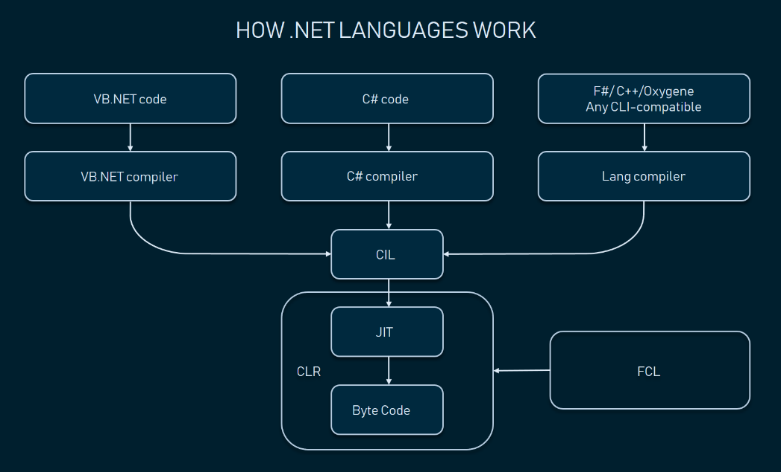 HOW .NET LANGUAGES WORK
VB.NET code
C# code
F#/ C++/Oxygene
Any CLI-compatible
VB.NET compiler
C# compiler
Lang compiler
CIL
JIT
CLR
FCL
Byte Code